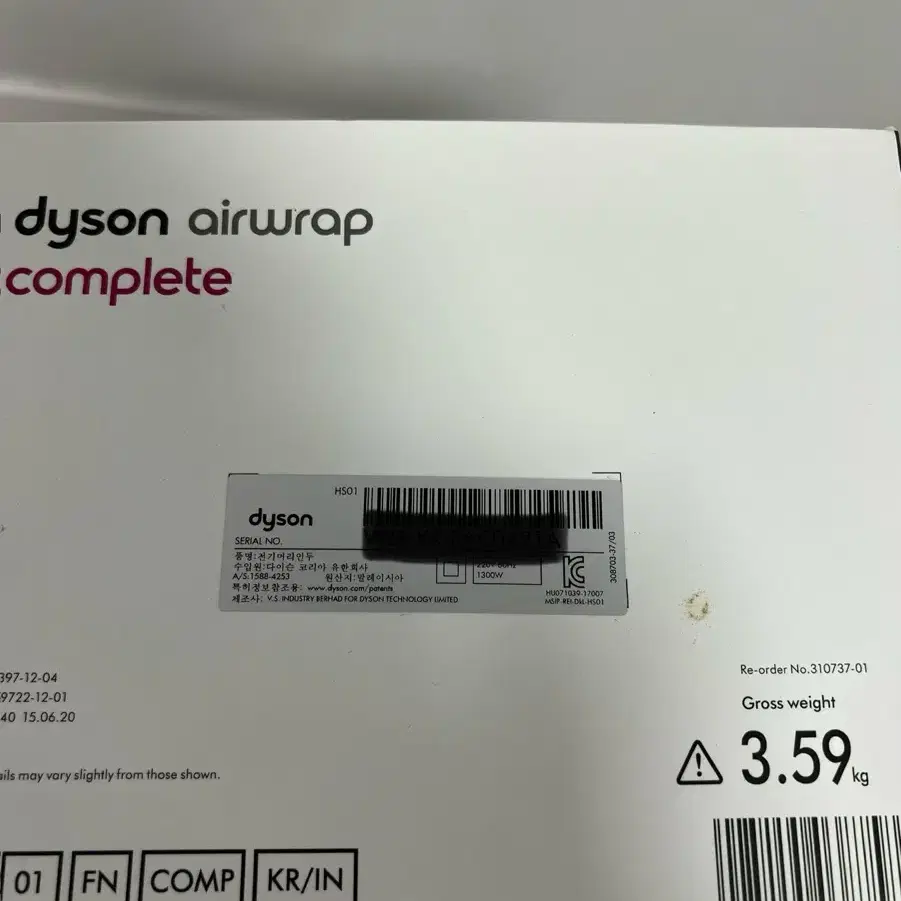 dyson airwrap
complete
HS01
dyson
SERIAL NO.
품명:전기머리인두
수입원:다이슨 코리아 유한회사
A/S:1588-4253 원산지:말레이시아
특허정보참조용: www.dyson.com/patents
제조사: V.S. INDUSTRY BERHAD FOR DYSON TECHNOLOGY LIMITED
220V 60Hz
1300W
HU071039-17007
MSIP-REI-DM-HS01
308703-37/03
397-12-04
9722-12-01
40 15.06.20
Re-order No.310737-01
Gross weight
3.59kg
ails may vary slightly from those shown.
01 FN COMP KR/IN